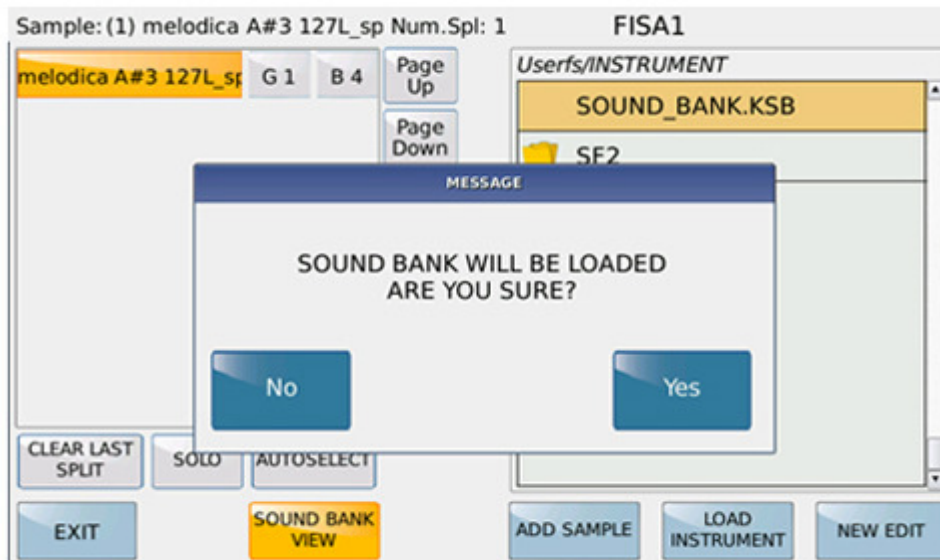 Sample: (1) melodica A#3 127L_sp Num.Spl: 1
FISA1
melodica A#3 127L_sp
G 1
B 4
Page
Up
Page
Down
Userfs/INSTRUMENT
SOUND_BANK.KSB
SF2
MESSAGE
SOUND BANK WILL BE LOADED
ARE YOU SURE?
No
Yes
CLEAR LAST
SPLIT
SOLO
AUTOSELECT
EXIT
SOUND BANK
VIEW
ADD SAMPLE
LOAD
INSTRUMENT
NEW EDIT